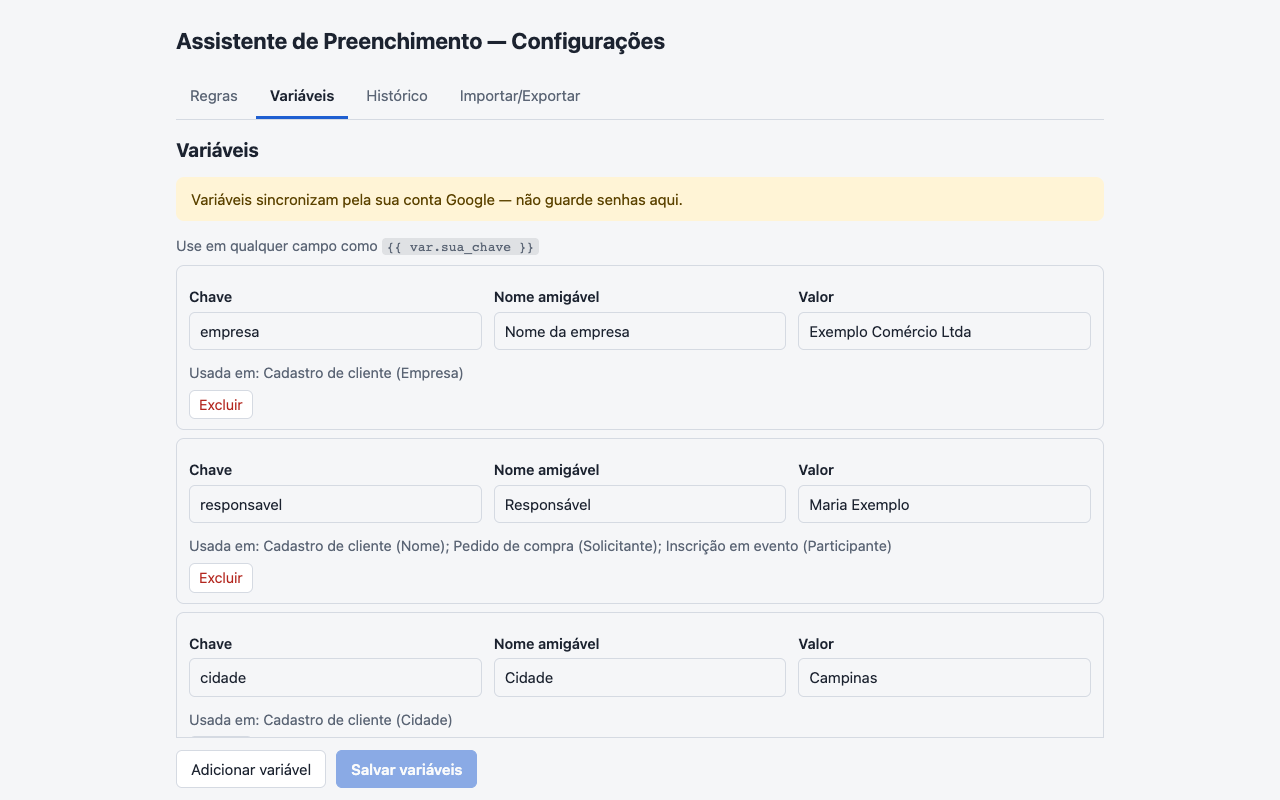 Assistente de Preenchimento — Configurações
Regras Variáveis Histórico Importar/Exportar
Variáveis
Variáveis sincronizam pela sua conta Google — não guarde senhas aqui.
Use em qualquer campo como {{ var.sua_chave }}
Chave Nome amigável Valor
empresa Nome da empresa Exemplo Comércio Ltda
Usada em: Cadastro de cliente (Empresa)
Excluir
Chave Nome amigável Valor
responsavel Responsável Maria Exemplo
Usada em: Cadastro de cliente (Nome); Pedido de compra (Solicitante); Inscrição em evento (Participante)
Excluir
Chave Nome amigável Valor
cidade Cidade Campinas
Usada em: Cadastro de cliente (Cidade)
Adicionar variável Salvar variáveis